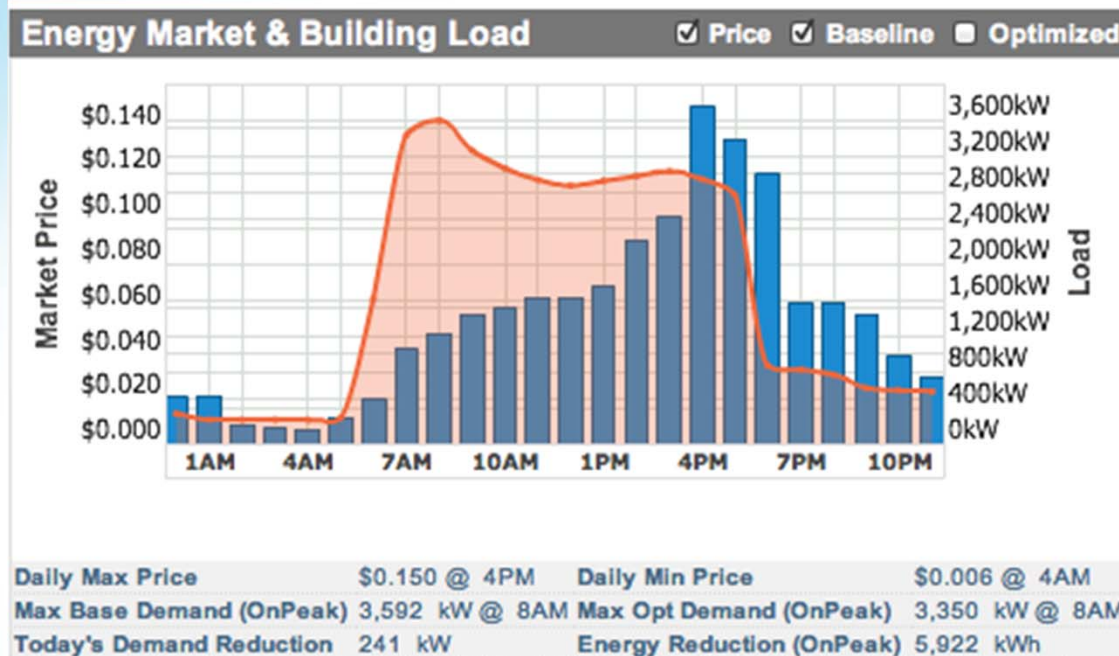 Energy Market & Building Load Price Baseline Optimized
Market Price
$0.140
$0.120
$0.100
$0.080
$0.060
$0.040
$0.020
$0.000
3,600kW
3,200kW
2,800kW
2,400kW
2,000kW
1,600kW
1,200kW
800kW
400kW
0kW
Load
1AM 4AM 7AM 10AM 1PM 4PM 7PM 10PM
Daily Max Price $0.150 @ 4PM Daily Min Price $0.006 @ 4AM
Max Base Demand (OnPeak) 3,592 kW @ 8AM Max Opt Demand (OnPeak) 3,350 kW @ 8AM
Today's Demand Reduction 241 kW Energy Reduction (OnPeak) 5,922 kWh